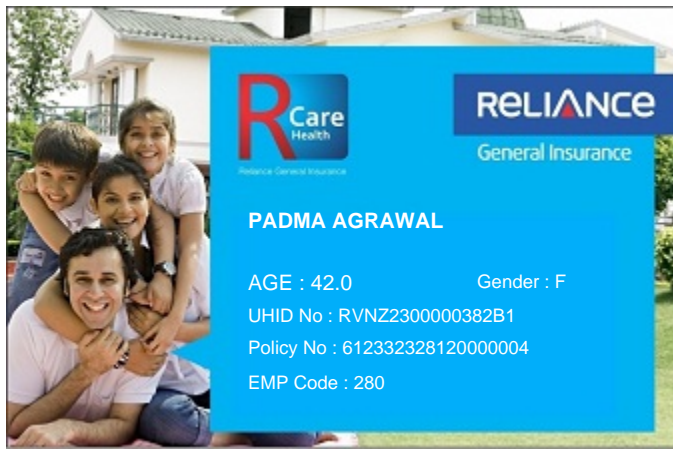 RCare
Health
Reliance General Insurance
RELIANCE
General Insurance
PADMA AGRAWAL
AGE : 42.0 Gender : F
UHID No : RVNZ2300000382B1
Policy No : 612332328120000004
EMP Code : 280